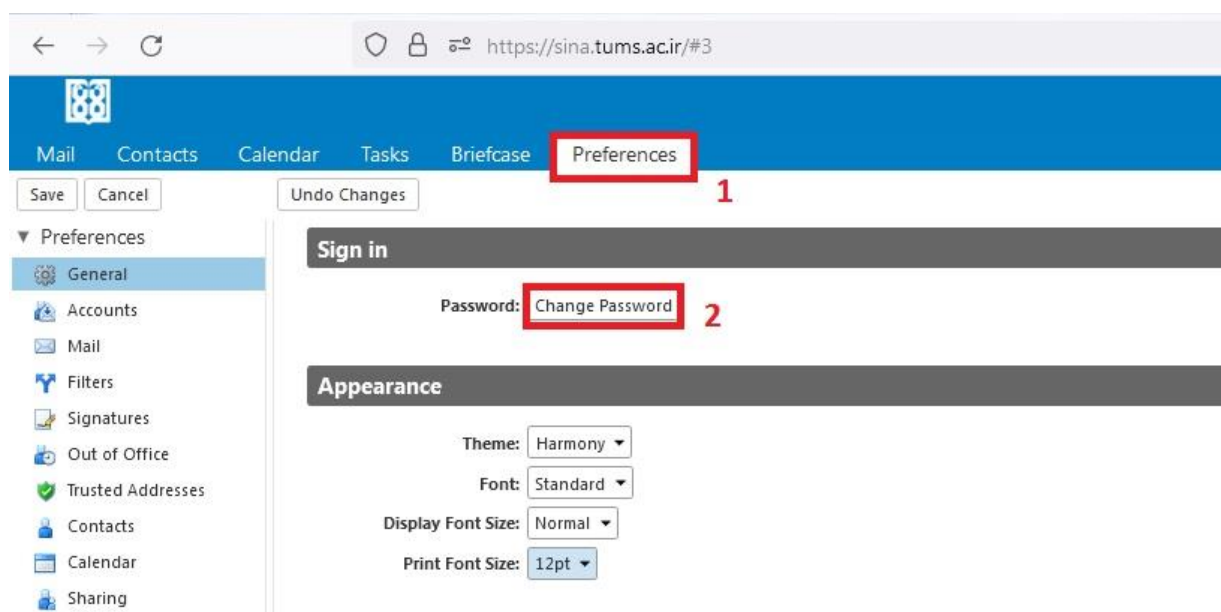 https://sina.tums.ac.ir/#3
Mail Contacts Calendar Tasks Briefcase Preferences
1
Save Cancel Undo Changes
Preferences
General
Accounts
Mail
Filters
Signatures
Out of Office
Trusted Addresses
Contacts
Calendar
Sharing
Sign in
Password: Change Password
2
Appearance
Theme: Harmony
Font: Standard
Display Font Size: Normal
Print Font Size: 12pt